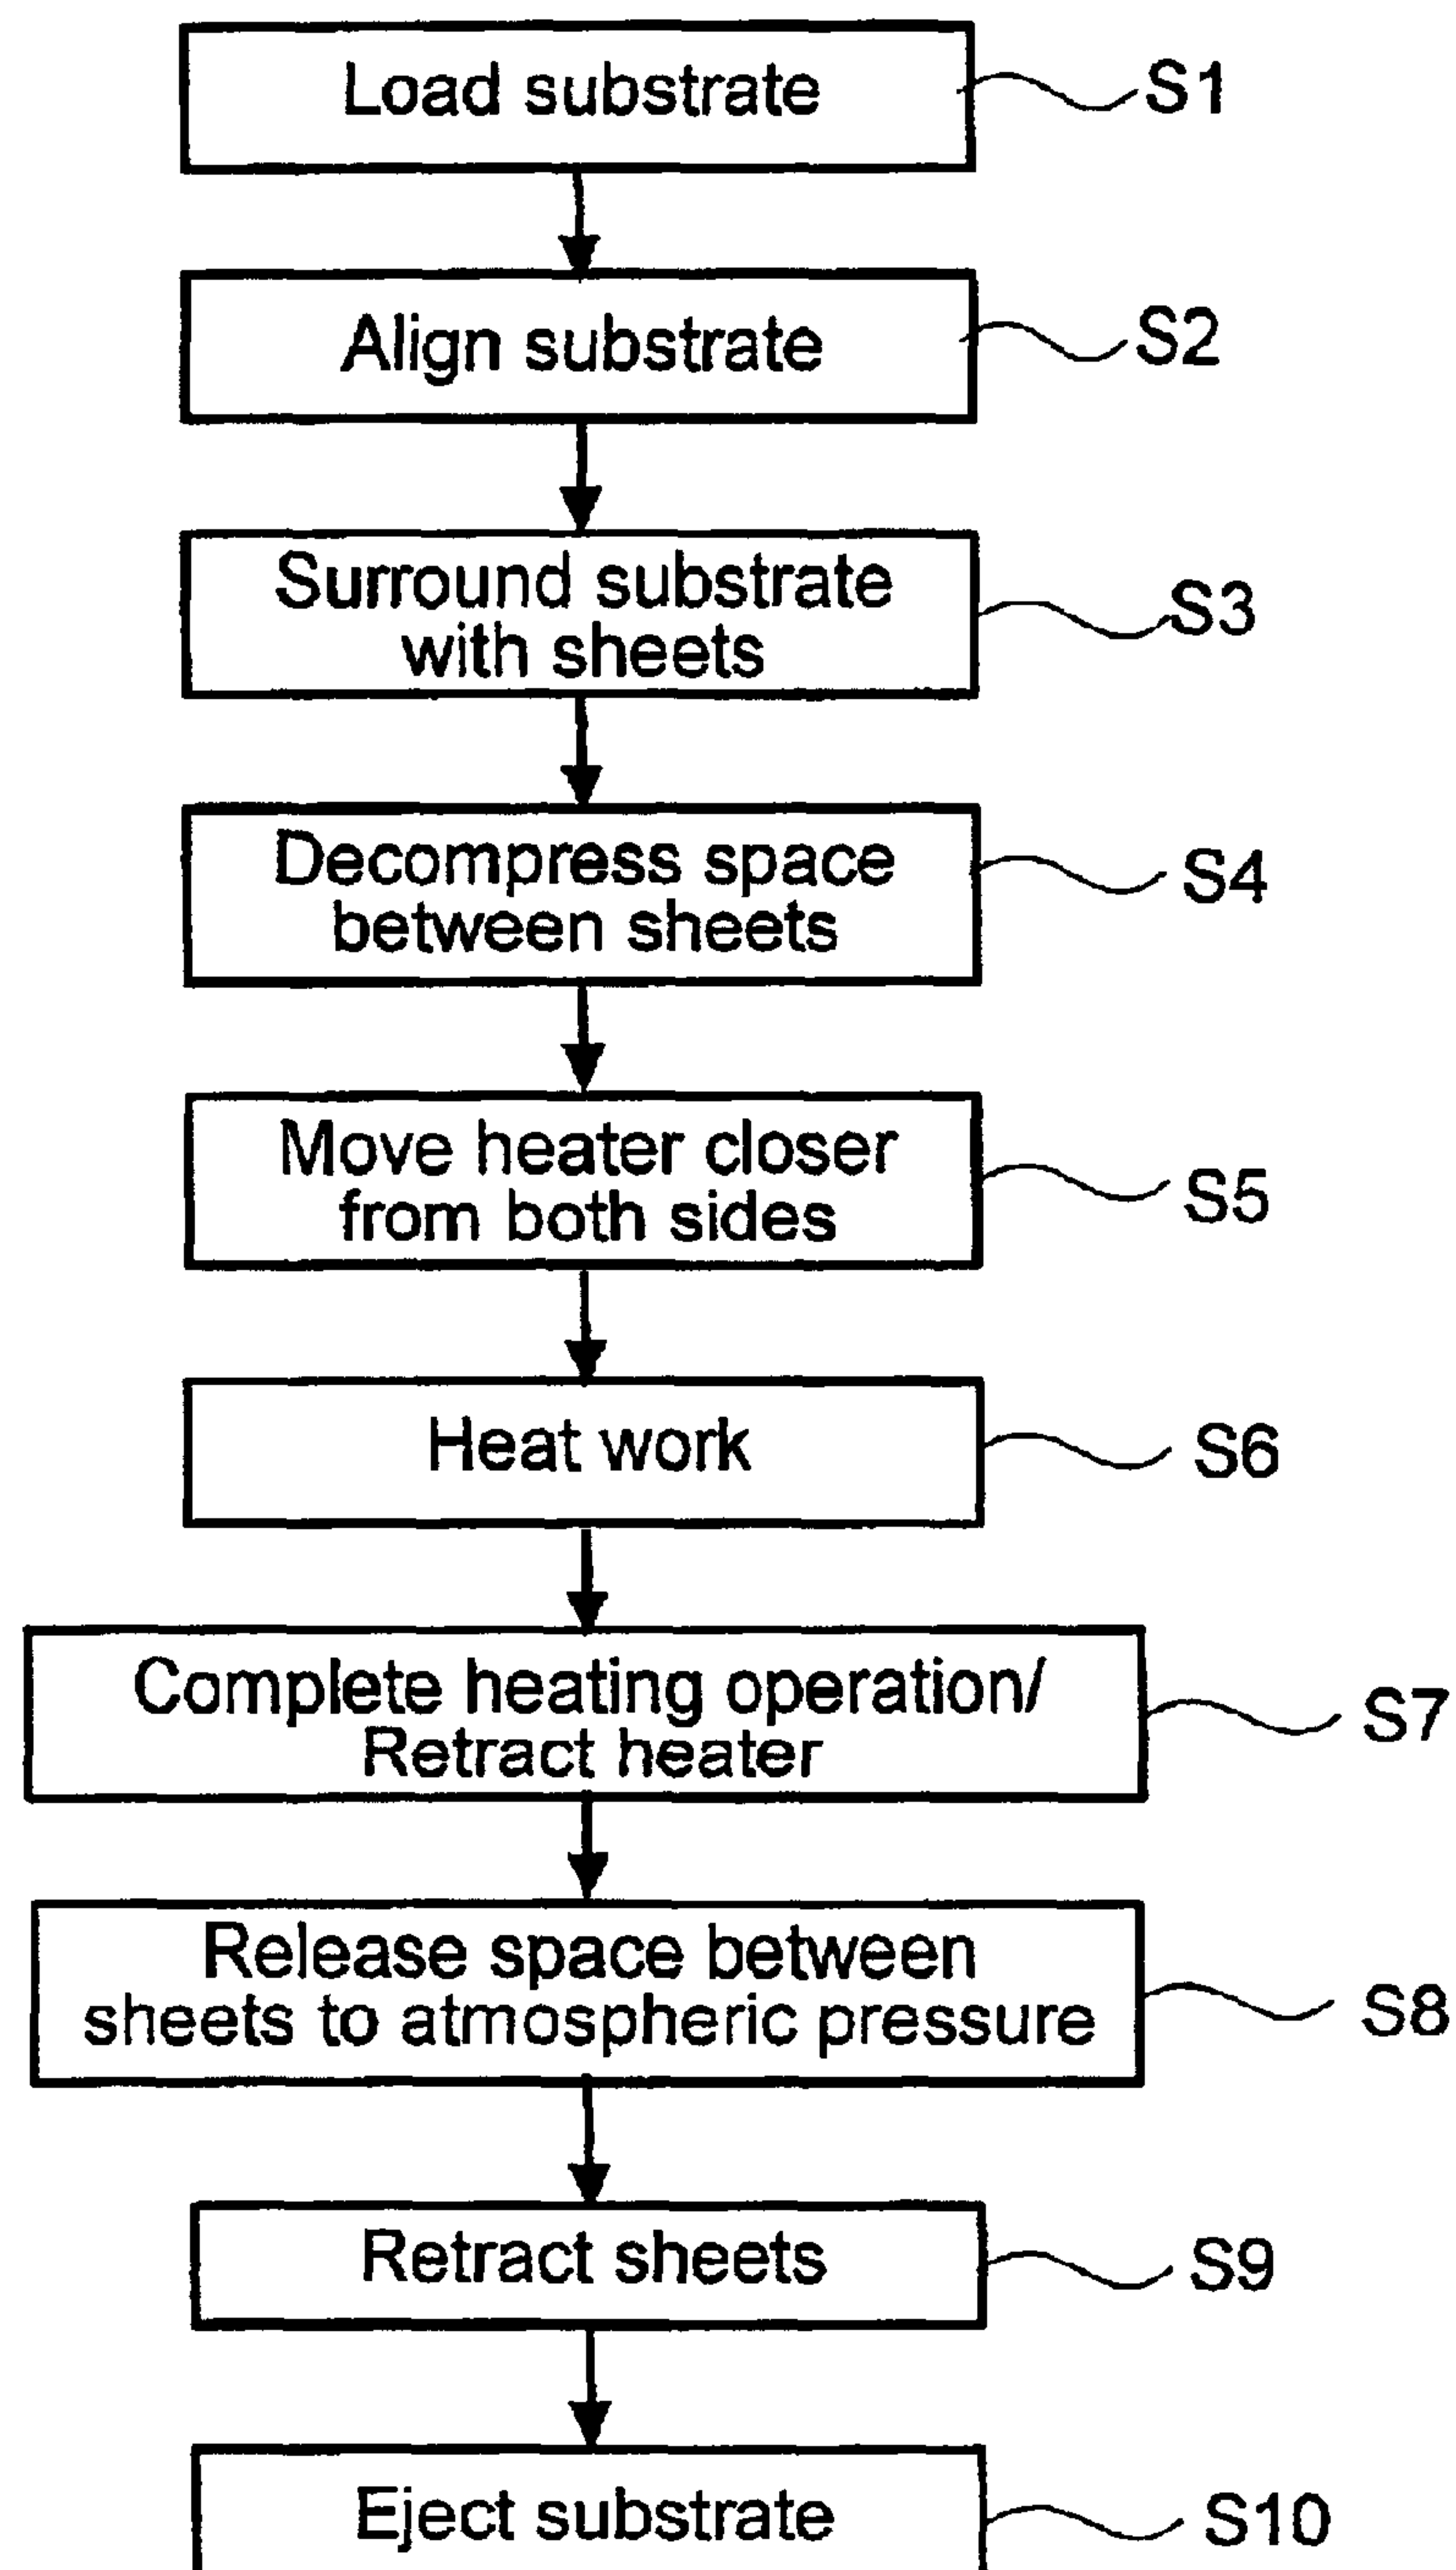 Load substrate
S1
Align substrate
S2
Surround substrate
with sheets
S3
Decompress space
between sheets
S4
Move heater closer
from both sides
S5
Heat work
S6
Complete heating operation/
Retract heater
S7
Release space between
sheets to atmospheric pressure
S8
Retract sheets
S9
Eject substrate
S10